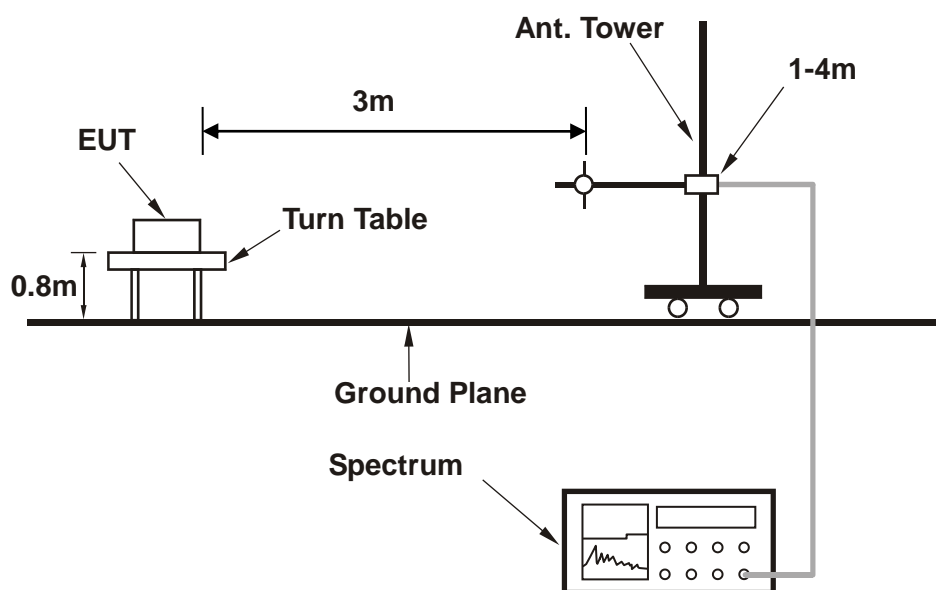 Ant. Tower
1-4m
3m
EUT
Turn Table
0.8m
Ground Plane
Spectrum